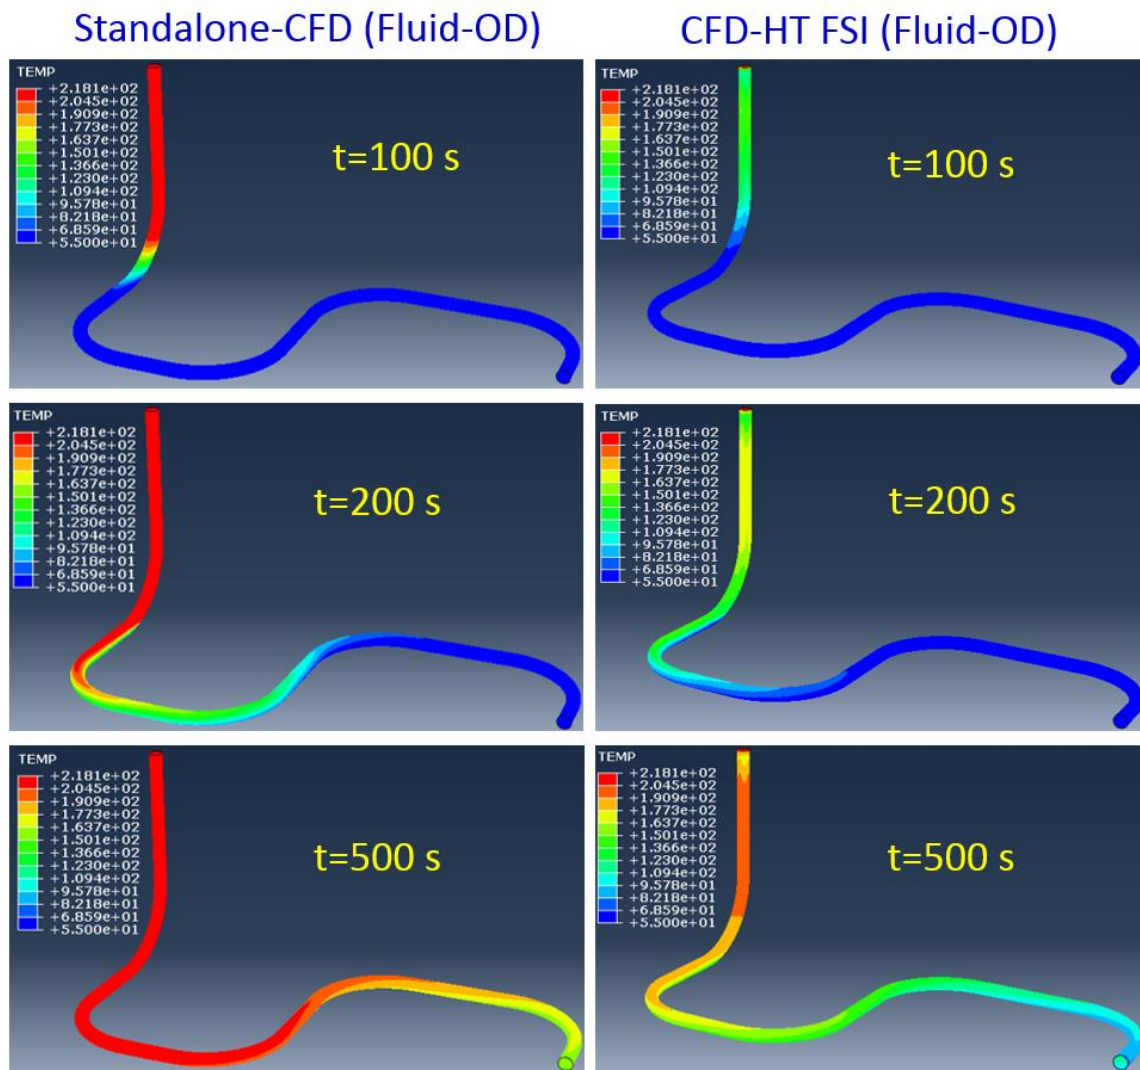 Standalone-CFD (Fluid-OD)
CFD-HT FSI (Fluid-OD)
TEMP
+2.181e+02
+2.045e+02
+1.909e+02
+1.773e+02
+1.637e+02
+1.501e+02
+1.366e+02
+1.230e+02
+1.094e+02
+9.578e+01
+8.218e+01
+6.859e+01
+5.500e+01
t=100 s
TEMP
+2.181e+02
+2.045e+02
+1.909e+02
+1.773e+02
+1.637e+02
+1.501e+02
+1.366e+02
+1.230e+02
+1.094e+02
+9.578e+01
+8.218e+01
+6.859e+01
+5.500e+01
t=100 s
TEMP
+2.181e+02
+2.045e+02
+1.909e+02
+1.773e+02
+1.637e+02
+1.501e+02
+1.366e+02
+1.230e+02
+1.094e+02
+9.578e+01
+8.218e+01
+6.859e+01
+5.500e+01
t=200 s
TEMP
+2.181e+02
+2.045e+02
+1.909e+02
+1.773e+02
+1.637e+02
+1.501e+02
+1.366e+02
+1.230e+02
+1.094e+02
+9.578e+01
+8.218e+01
+6.859e+01
+5.500e+01
t=200 s
TEMP
+2.181e+02
+2.045e+02
+1.909e+02
+1.773e+02
+1.637e+02
+1.501e+02
+1.366e+02
+1.230e+02
+1.094e+02
+9.578e+01
+8.218e+01
+6.859e+01
+5.500e+01
t=500 s
TEMP
+2.181e+02
+2.045e+02
+1.909e+02
+1.773e+02
+1.637e+02
+1.501e+02
+1.366e+02
+1.230e+02
+1.094e+02
+9.578e+01
+8.218e+01
+6.859e+01
+5.500e+01
t=500 s